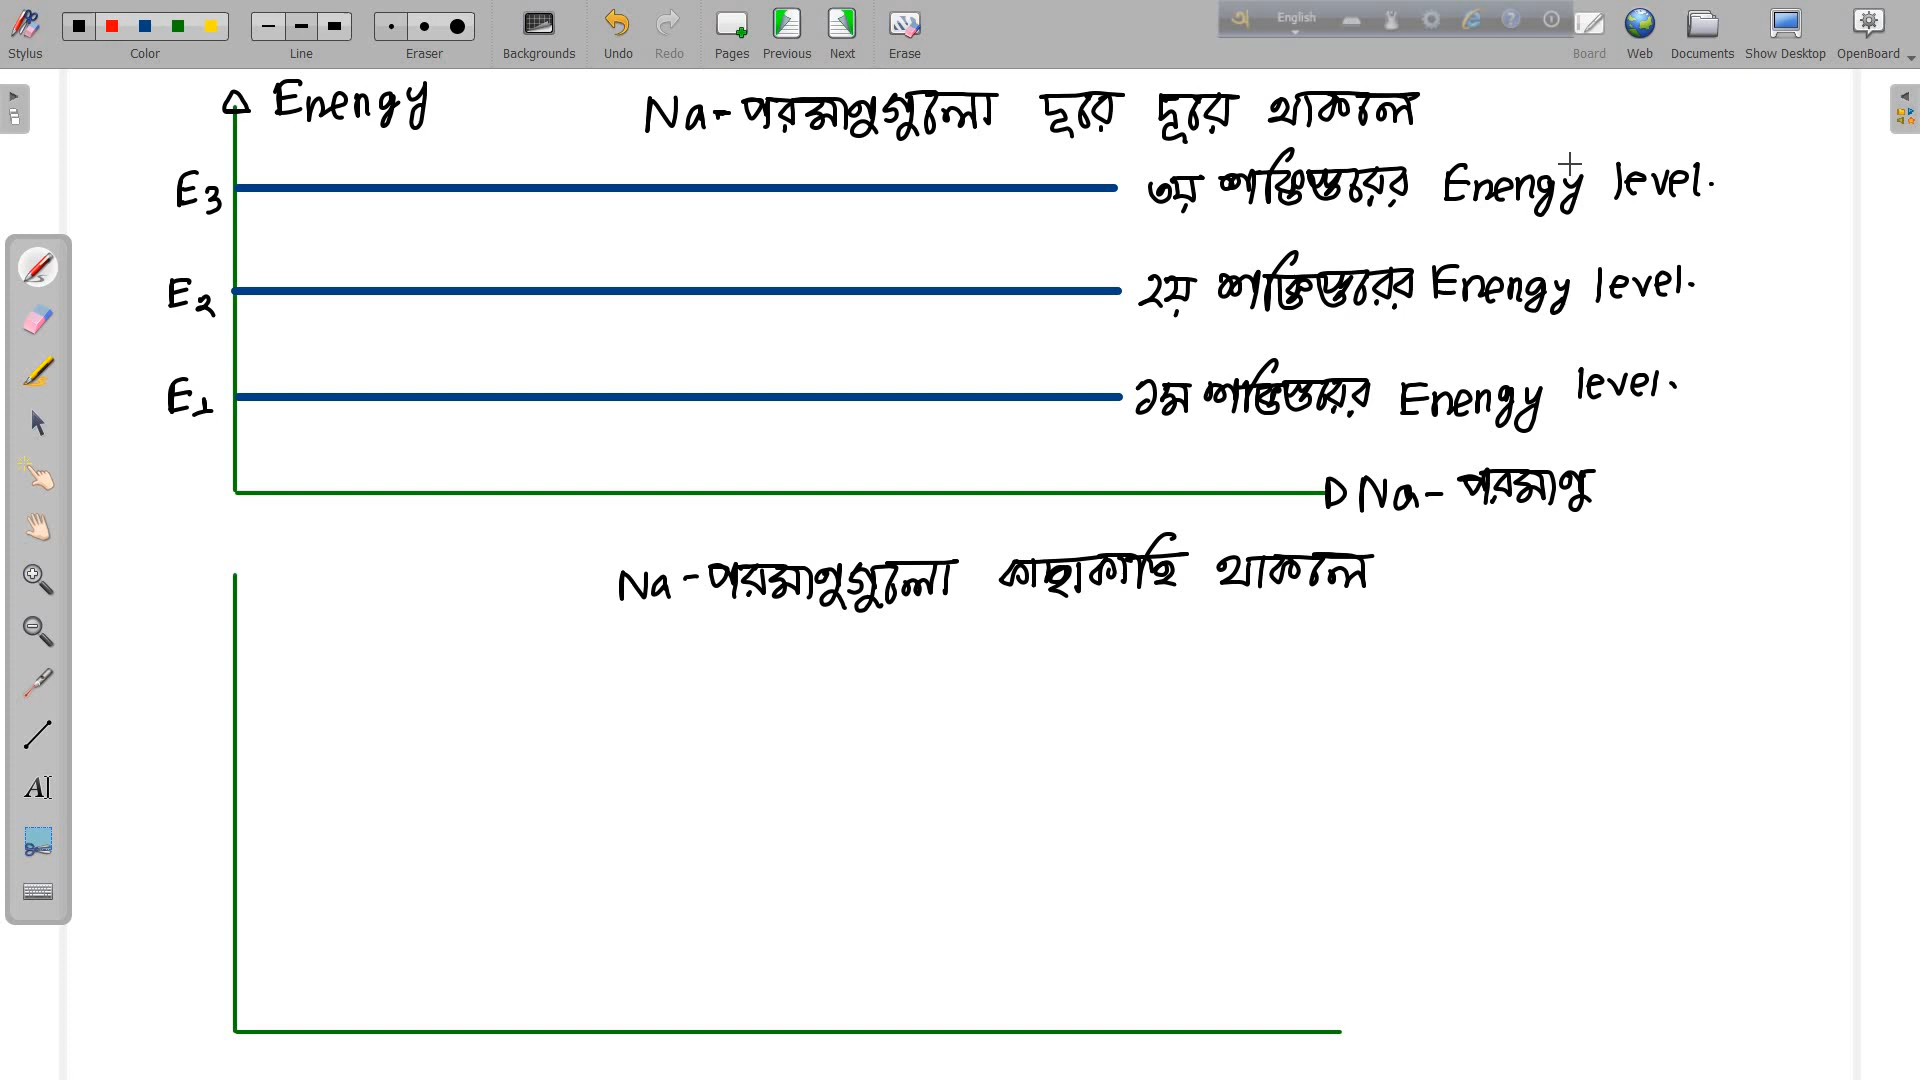 Stylus Color Line Eraser Backgrounds Undo Redo Pages Previous Next Erase Board Web Documents Show Desktop OpenBoard
English
Energy
Na-পরমাণুগুলো দূরে দূরে থাকলে
E3 ৩য় শক্তিস্তরের Energy level.
E2 ২য় শক্তিস্তরের Energy level.
E1 ১ম শক্তিস্তরের Energy level.
Na-পরমাণু
Na-পরমাণুগুলো কাছাকাছি থাকলে